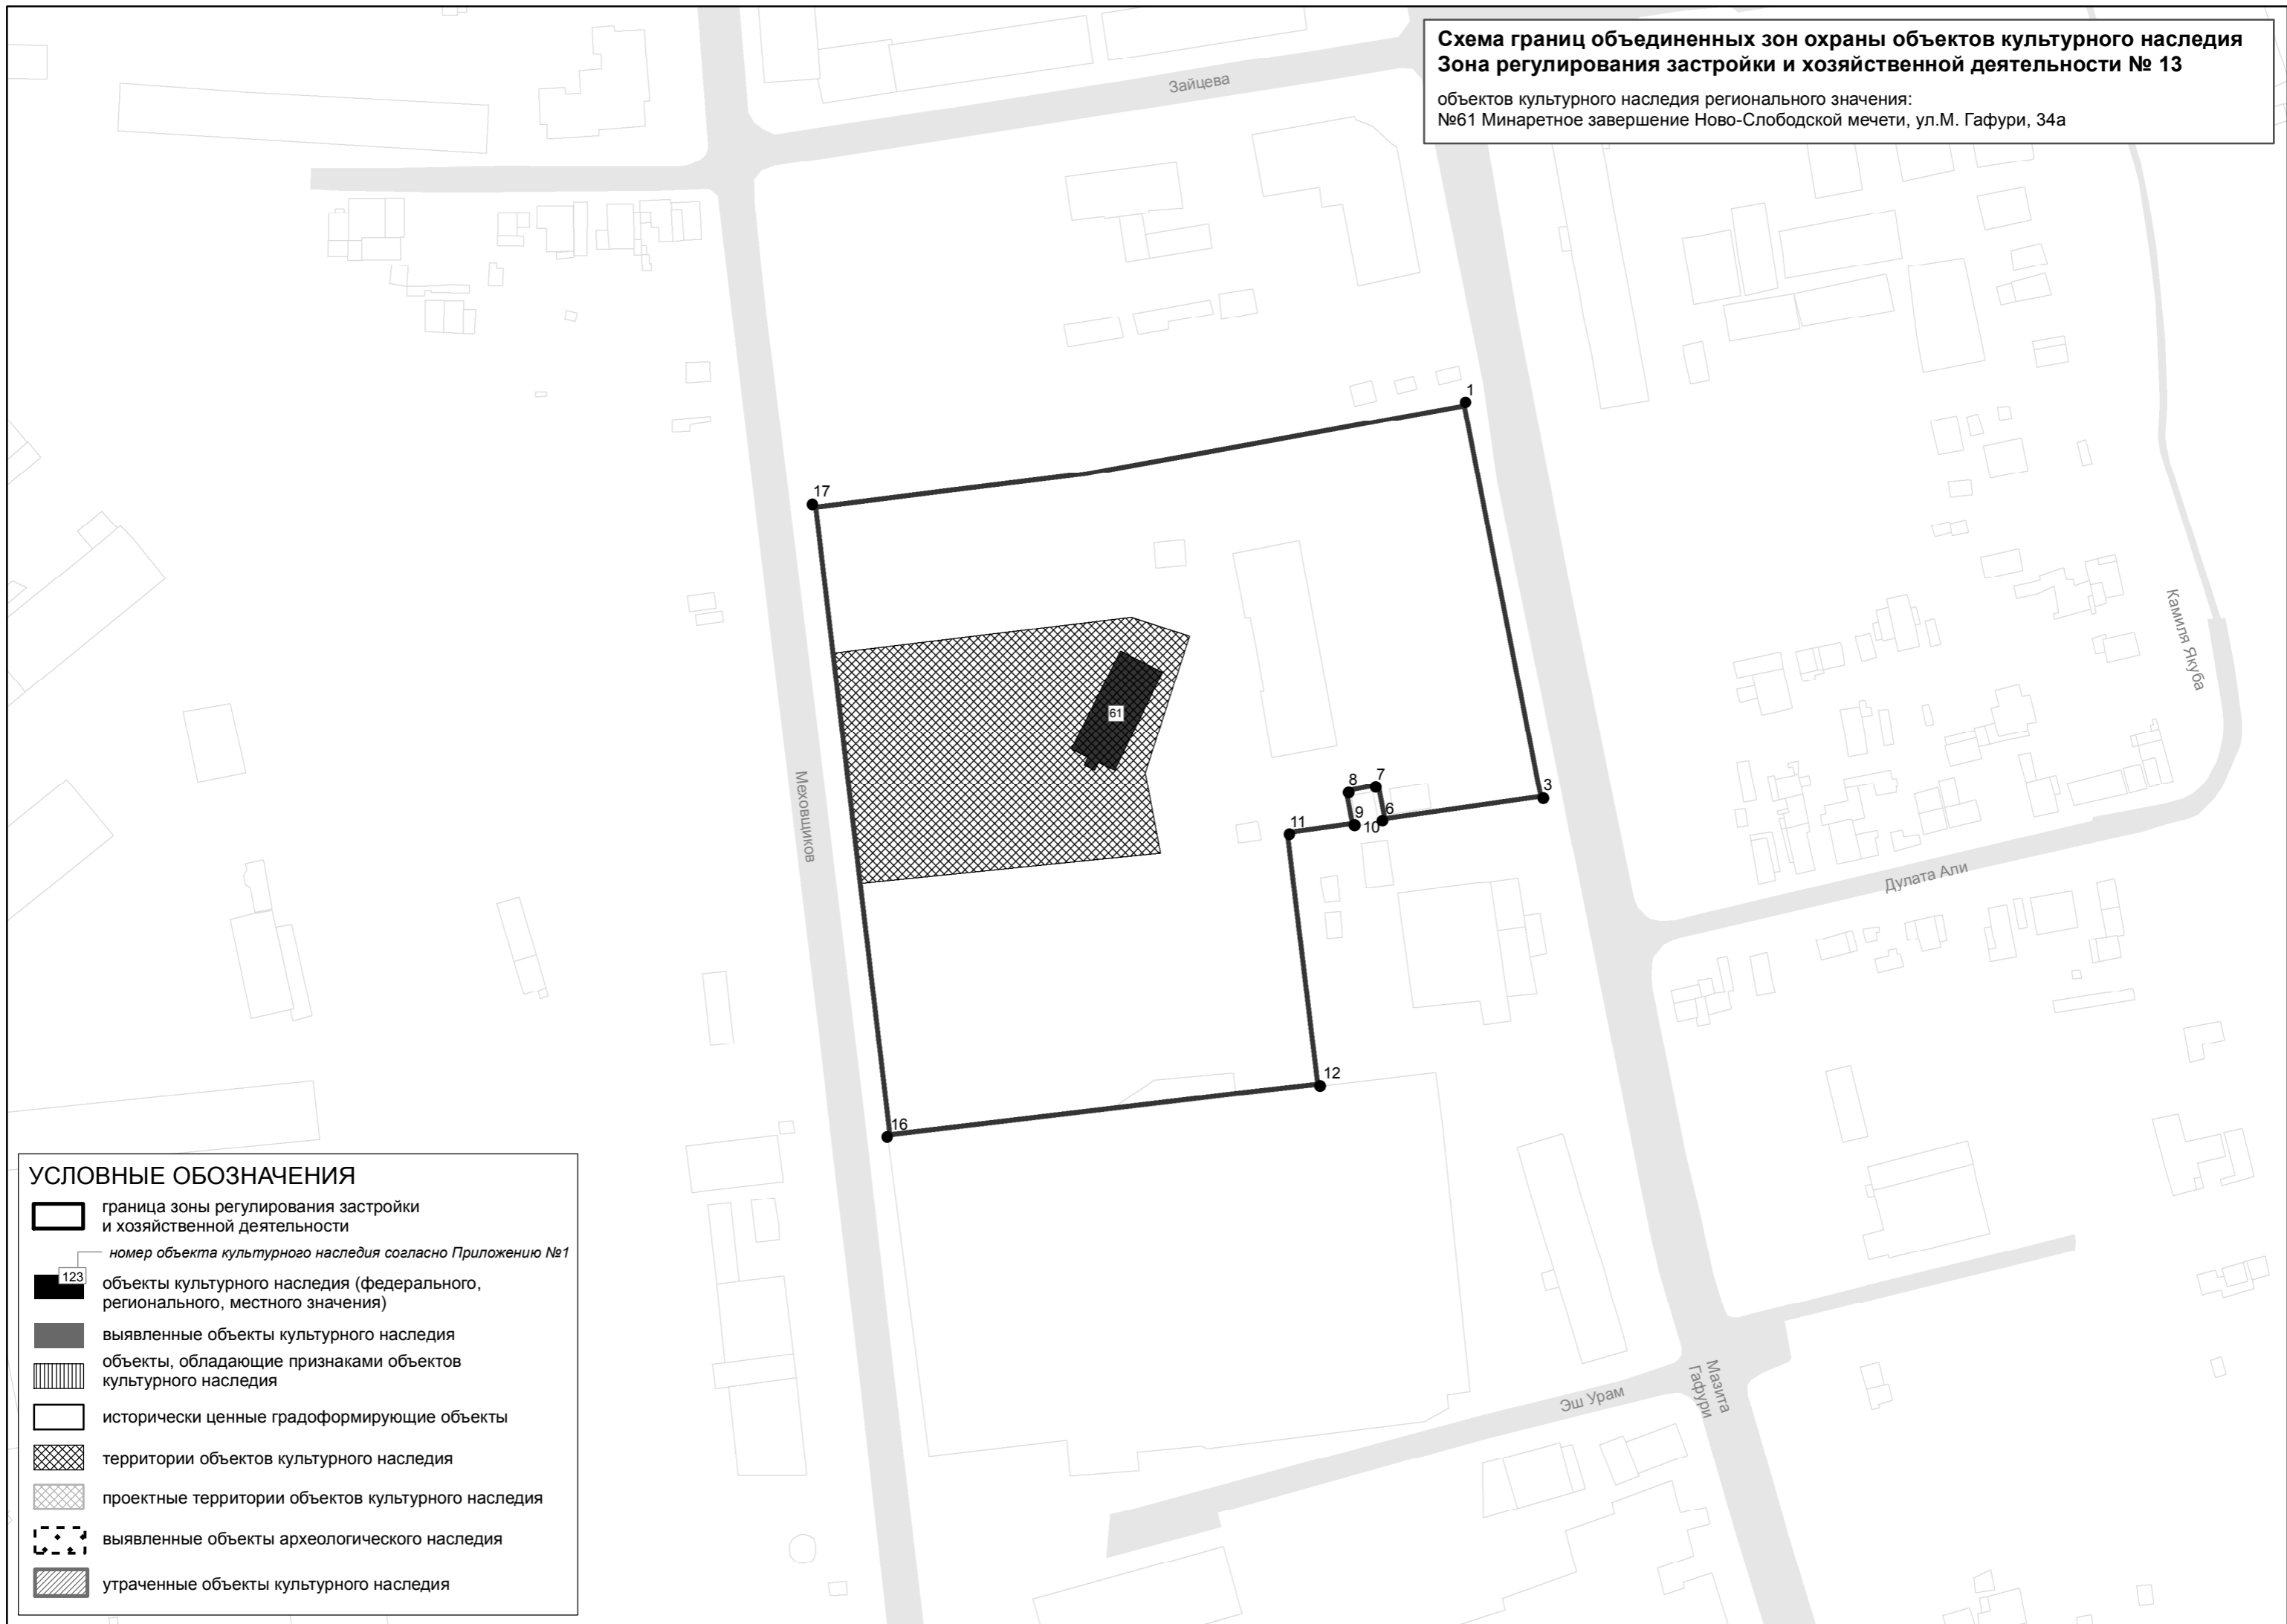 Схема границ объединенных зон охраны объектов культурного наследия
Зона регулирования застройки и хозяйственной деятельности № 13
объектов культурного наследия регионального значения:
№61 Минаретное завершение Ново-Слободской мечети, ул.М. Гафури, 34а
Зайцева
1
17
Камиля Якуба
61
Меховщиков
8
7
3
9
6
11
10
Дулата Али
12
16
Эш Урам
Мазита
Гафури
УСЛОВНЫЕ ОБОЗНАЧЕНИЯ
граница зоны регулирования застройки
и хозяйственной деятельности
номер объекта культурного наследия согласно Приложению №1
123
объекты культурного наследия (федерального,
регионального, местного значения)
выявленные объекты культурного наследия
объекты, обладающие признаками объектов
культурного наследия
исторически ценные градоформирующие объекты
территории объектов культурного наследия
проектные территории объектов культурного наследия
выявленные объекты археологического наследия
утраченные объекты культурного наследия